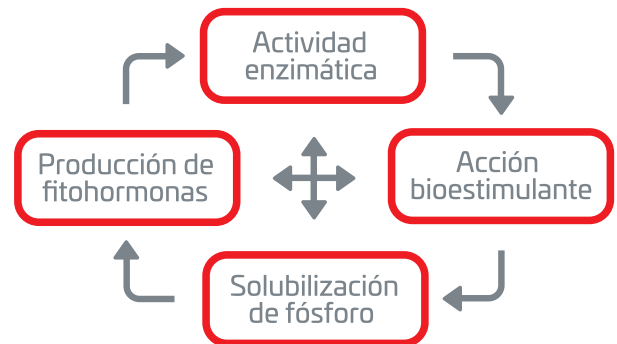 Actividad
enzimática
Producción de
fitohormonas
Acción
bioestimulante
Solubilización
de fósforo